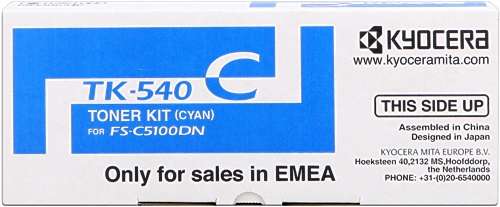 TK-540 C
TONER KIT (CYAN)
FOR FS-C5100DN
Only for sales in EMEA
KYOCERA
www.kyoceramita.com
THIS SIDE UP
Assembled in China
Designed in Japan
KYOCERA MITA EUROPE B.V.
Hoeksteen 40,2132 MS,Hoofddorp,
the Netherlands
PHONE: +31-(0)20-6540000